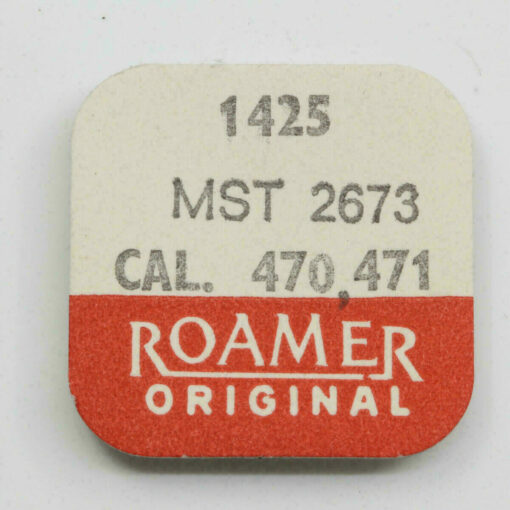 1425
MST 2673
CAL. 470,471
ROAMER
ORIGINAL